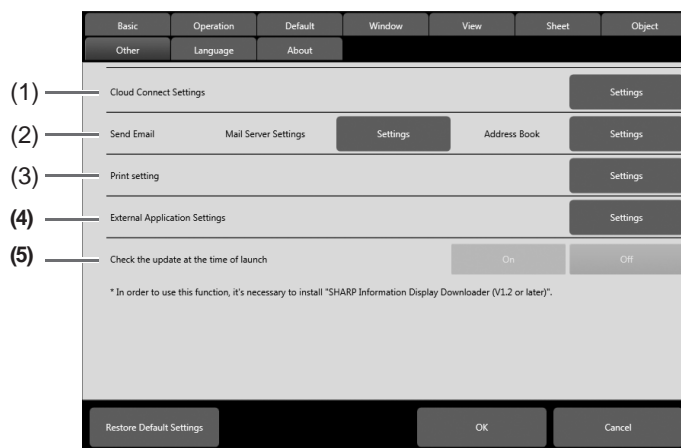 Basic Operation Default Window View Sheet Object
Other Language About
(1) Cloud Connect Settings Settings
(2) Send Email Mail Server Settings Settings Address Book Settings
(3) Print setting Settings
(4) External Application Settings Settings
(5) Check the update at the time of launch On Off
* In order to use this function, it's necessary to install "SHARP Information Display Downloader (V1.2 or later)".
Restore Default Settings OK Cancel